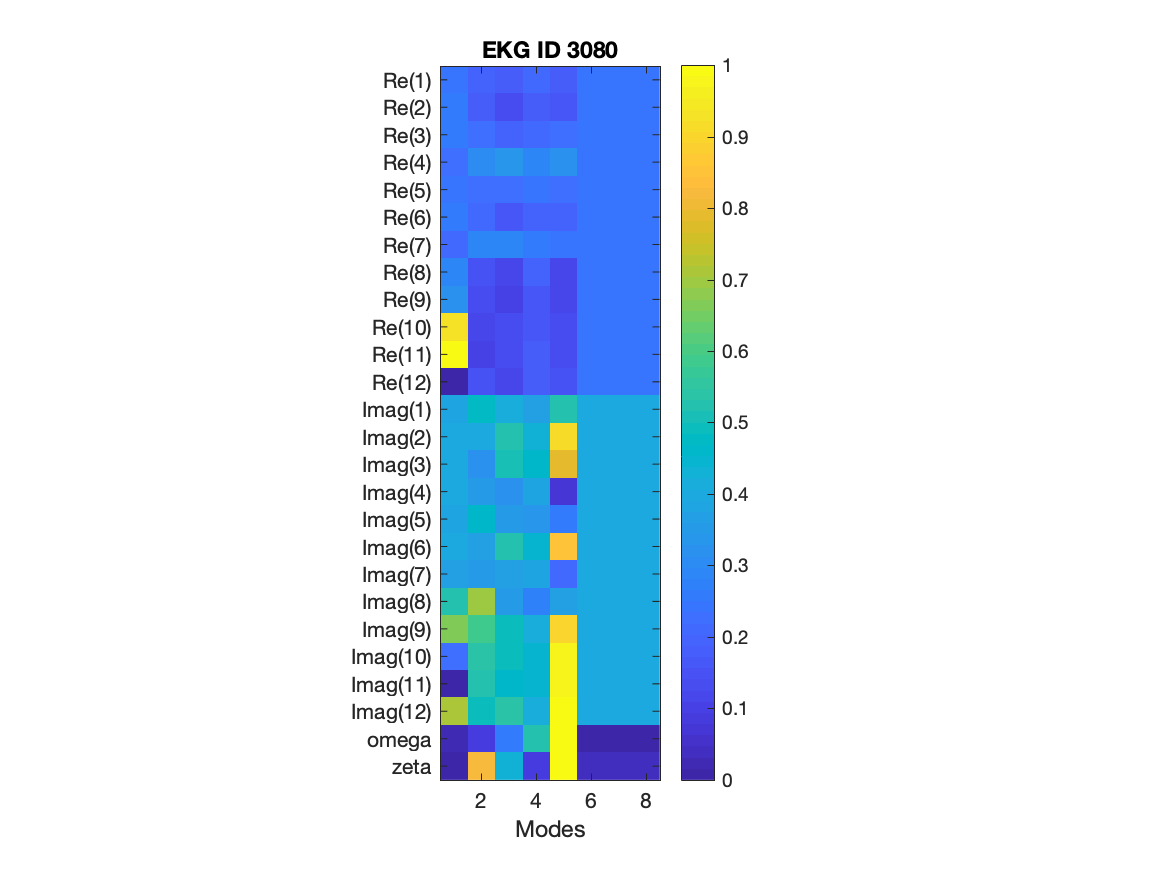 EKG ID 3080
Re(1)
Re(2)
Re(3)
Re(4)
Re(5)
Re(6)
Re(7)
Re(8)
Re(9)
Re(10)
Re(11)
Re(12)
Imag(1)
Imag(2)
Imag(3)
Imag(4)
Imag(5)
Imag(6)
Imag(7)
Imag(8)
Imag(9)
Imag(10)
Imag(11)
Imag(12)
omega
zeta
2 4 6 8
Modes
1
0.9
0.8
0.7
0.6
0.5
0.4
0.3
0.2
0.1
0